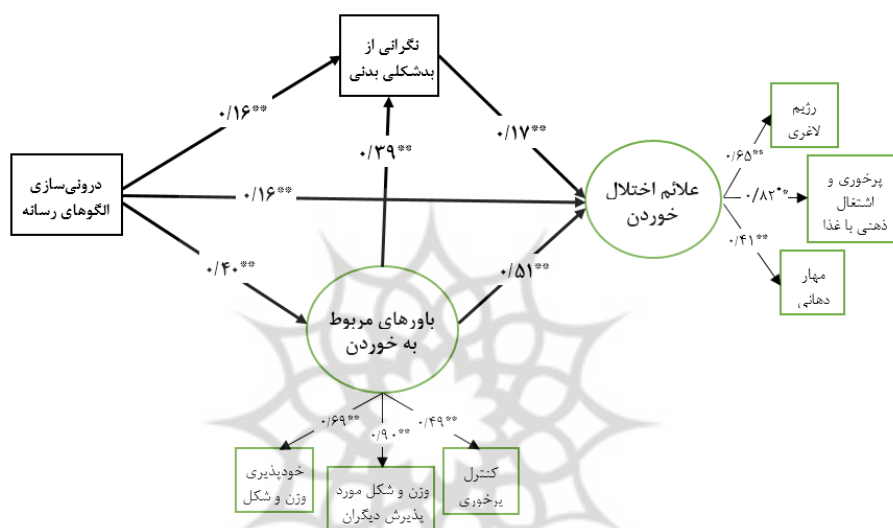 نگرانی از
بدشکلی بدنی
۰/۱۶**
۰/۱۷**
۰/۳۹**
درونی‌سازی
الگوهای رسانه
۰/۱۶**
علائم اختلال
خوردن
۰/۶۵**
رژیم
لاغری
۰/۸۲**
پرخوری و
اشتغال
ذهنی با غذا
۰/۴۱**
مهار
دهانی
۰/۴۰**
۰/۵۱**
باورهای مربوط
به خوردن
۰/۶۹**
۰/۹۰**
۰/۴۹**
خودپذیری
وزن و شکل
وزن و شکل مورد
پذیرش دیگران
کنترل
پرخوری